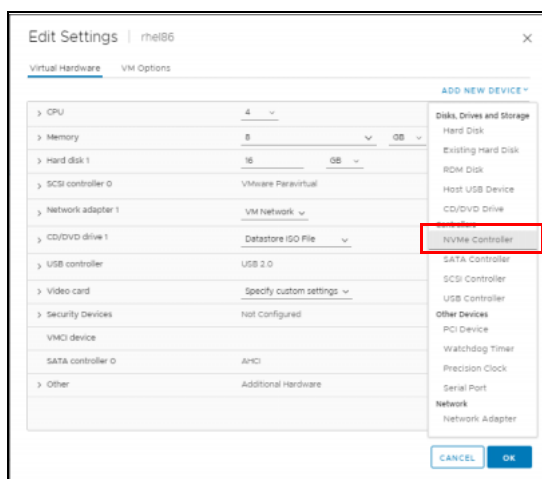 Edit Settings | rhel86 ×
Virtual Hardware VM Options
ADD NEW DEVICE
CPU 4
Memory 8 GB
Hard disk 1 16 GB
SCSI controller 0 VMware Paravirtual
Network adapter 1 VM Network
CD/DVD drive 1 Datastore ISO File
USB controller USB 2.0
Video card Specify custom settings
Security Devices Not Configured
VMCI device
SATA controller 0 AHCI
Other Additional Hardware
Disks, Drives and Storage
Hard Disk
Existing Hard Disk
RDM Disk
Host USB Device
CD/DVD Drive
Controllers
NVMe Controller
SATA Controller
SCSI Controller
USB Controller
Other Devices
PCI Device
Watchdog Timer
Precision Clock
Serial Port
Network
Network Adapter
CANCEL OK